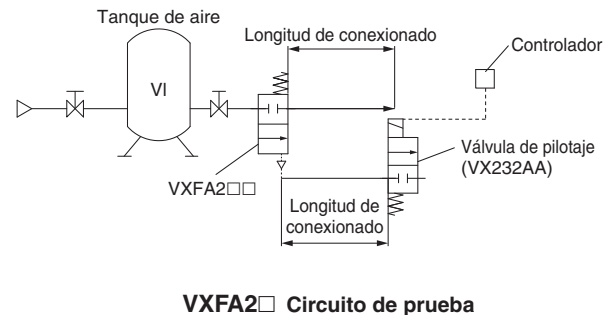 Tanque de aire
Longitud de conexionado
Controlador
VI
Válvula de pilotaje
(VX232AA)
VXFA2□□
Longitud de
conexionado
VXFA2□ Circuito de prueba